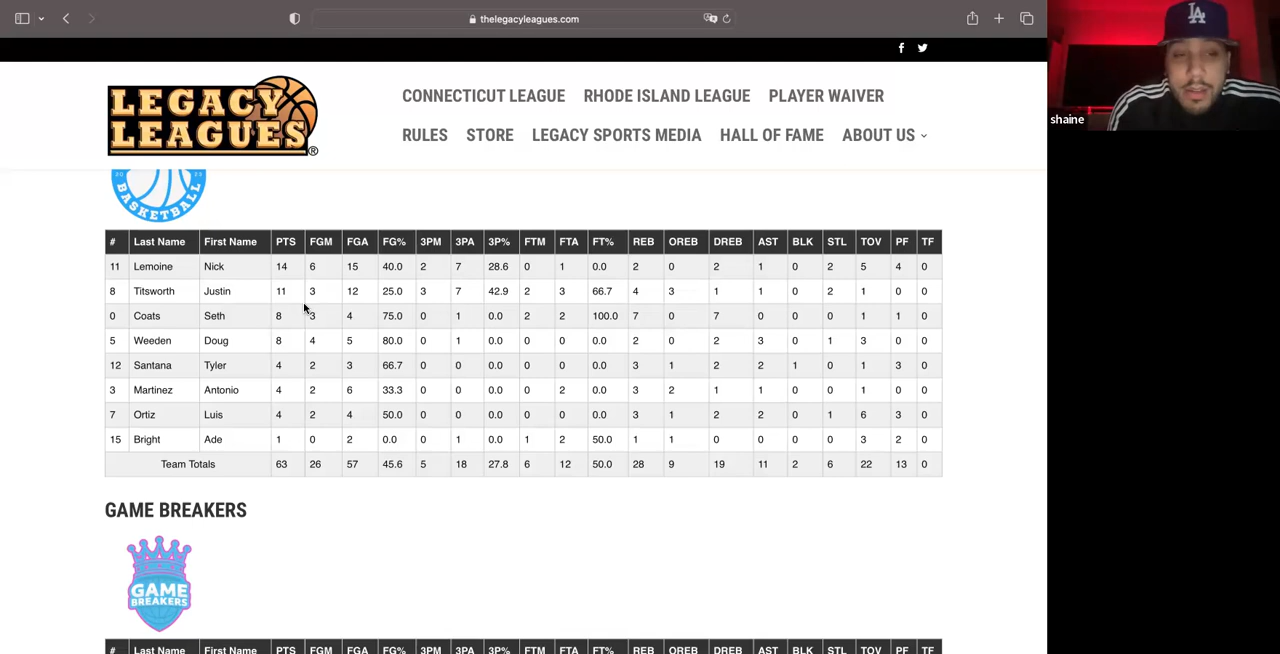 thelegacyleagues.com
LEGACY
LEAGUES®
CONNECTICUT LEAGUE RHODE ISLAND LEAGUE PLAYER WAIVER
RULES STORE LEGACY SPORTS MEDIA HALL OF FAME ABOUT US
LA
shaine
20 23
BASKETBALL
# Last Name First Name PTS FGM FGA FG% 3PM 3PA 3P% FTM FTA FT% REB OREB DREB AST BLK STL TOV PF TF
11 Lemoine Nick 14 6 15 40.0 2 7 28.6 0 1 0.0 2 0 2 1 0 2 5 4 0
8 Titsworth Justin 11 3 12 25.0 3 7 42.9 2 3 66.7 4 3 1 1 0 2 1 0 0
0 Coats Seth 8 3 4 75.0 0 1 0.0 2 2 100.0 7 0 7 0 0 0 1 1 0
5 Weeden Doug 8 4 5 80.0 0 1 0.0 0 0 0.0 2 0 2 3 0 1 3 0 0
12 Santana Tyler 4 2 3 66.7 0 0 0.0 0 0 0.0 3 1 2 2 1 0 1 3 0
3 Martinez Antonio 4 2 6 33.3 0 0 0.0 0 2 0.0 3 2 1 1 0 0 1 0 0
7 Ortiz Luis 4 2 4 50.0 0 0 0.0 0 0 0.0 3 1 2 2 0 1 6 3 0
15 Bright Ade 1 0 2 0.0 0 1 0.0 1 2 50.0 1 1 0 0 0 0 3 2 0
Team Totals 63 26 57 45.6 5 18 27.8 6 12 50.0 28 9 19 11 2 6 22 13 0
GAME BREAKERS
GAME
BREAKERS
# Last Name First Name PTS FGM FGA FG% 3PM 3PA 3P% FTM FTA FT% REB OREB DREB AST BLK STL TOV PF TF